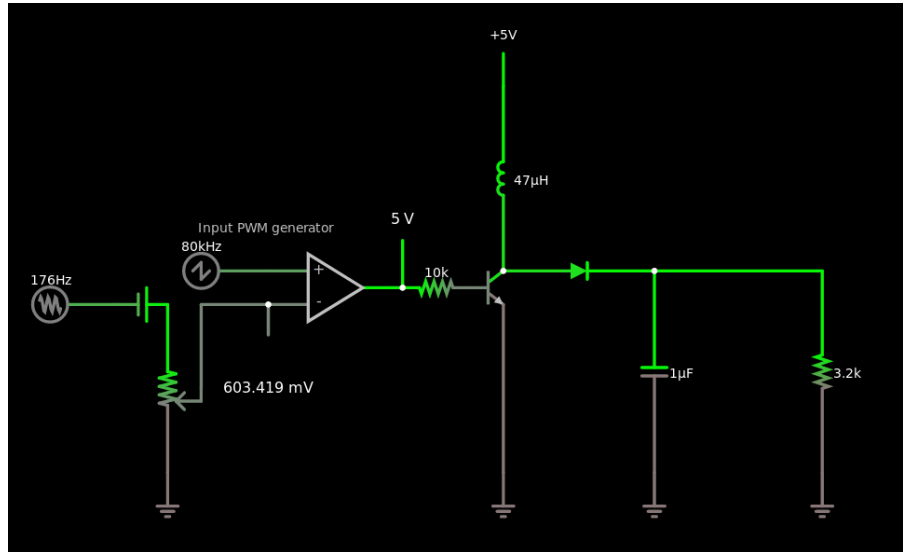 +5V
47μH
Input PWM generator
5 V
80kHz
+
10k
176Hz
-
603.419 mV
1μF
3.2k